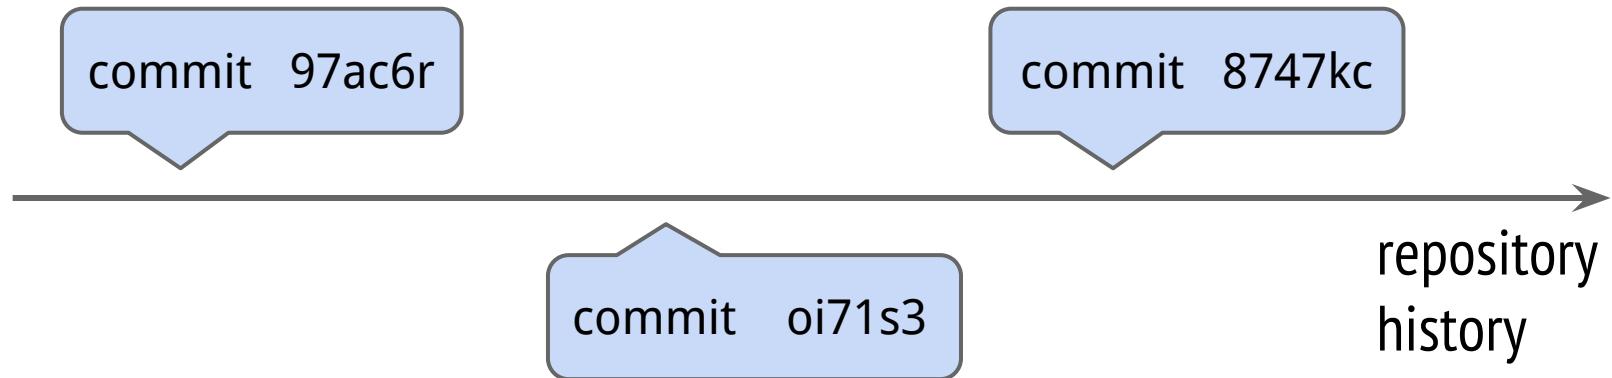 commit 97ac6r
commit 8747kc
commit oi71s3
repository
history